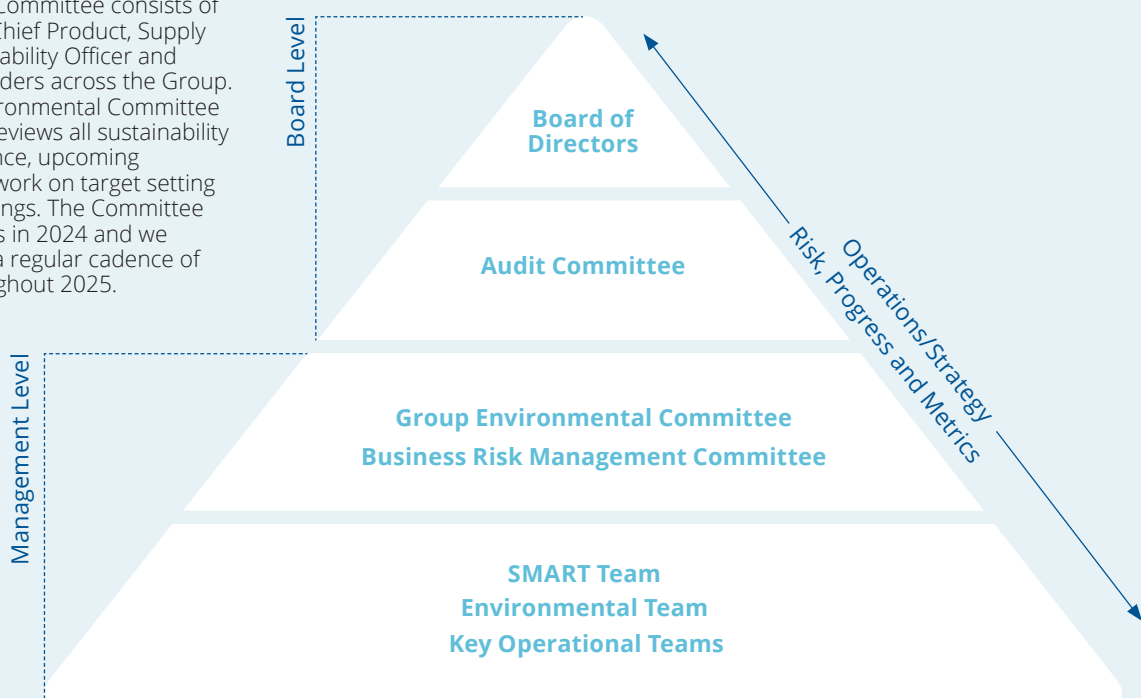 Committee consists of
Chief Product, Supply
ability Officer and
ders across the Group.
ronmental Committee
eviews all sustainability
nce, upcoming
work on target setting
ngs. The Committee
s in 2024 and we
a regular cadence of
ghout 2025.
Board Level
Board of
Directors
Audit Committee
Operations/Strategy
Risk, Progress and Metrics
Management Level
Group Environmental Committee
Business Risk Management Committee
SMART Team
Environmental Team
Key Operational Teams